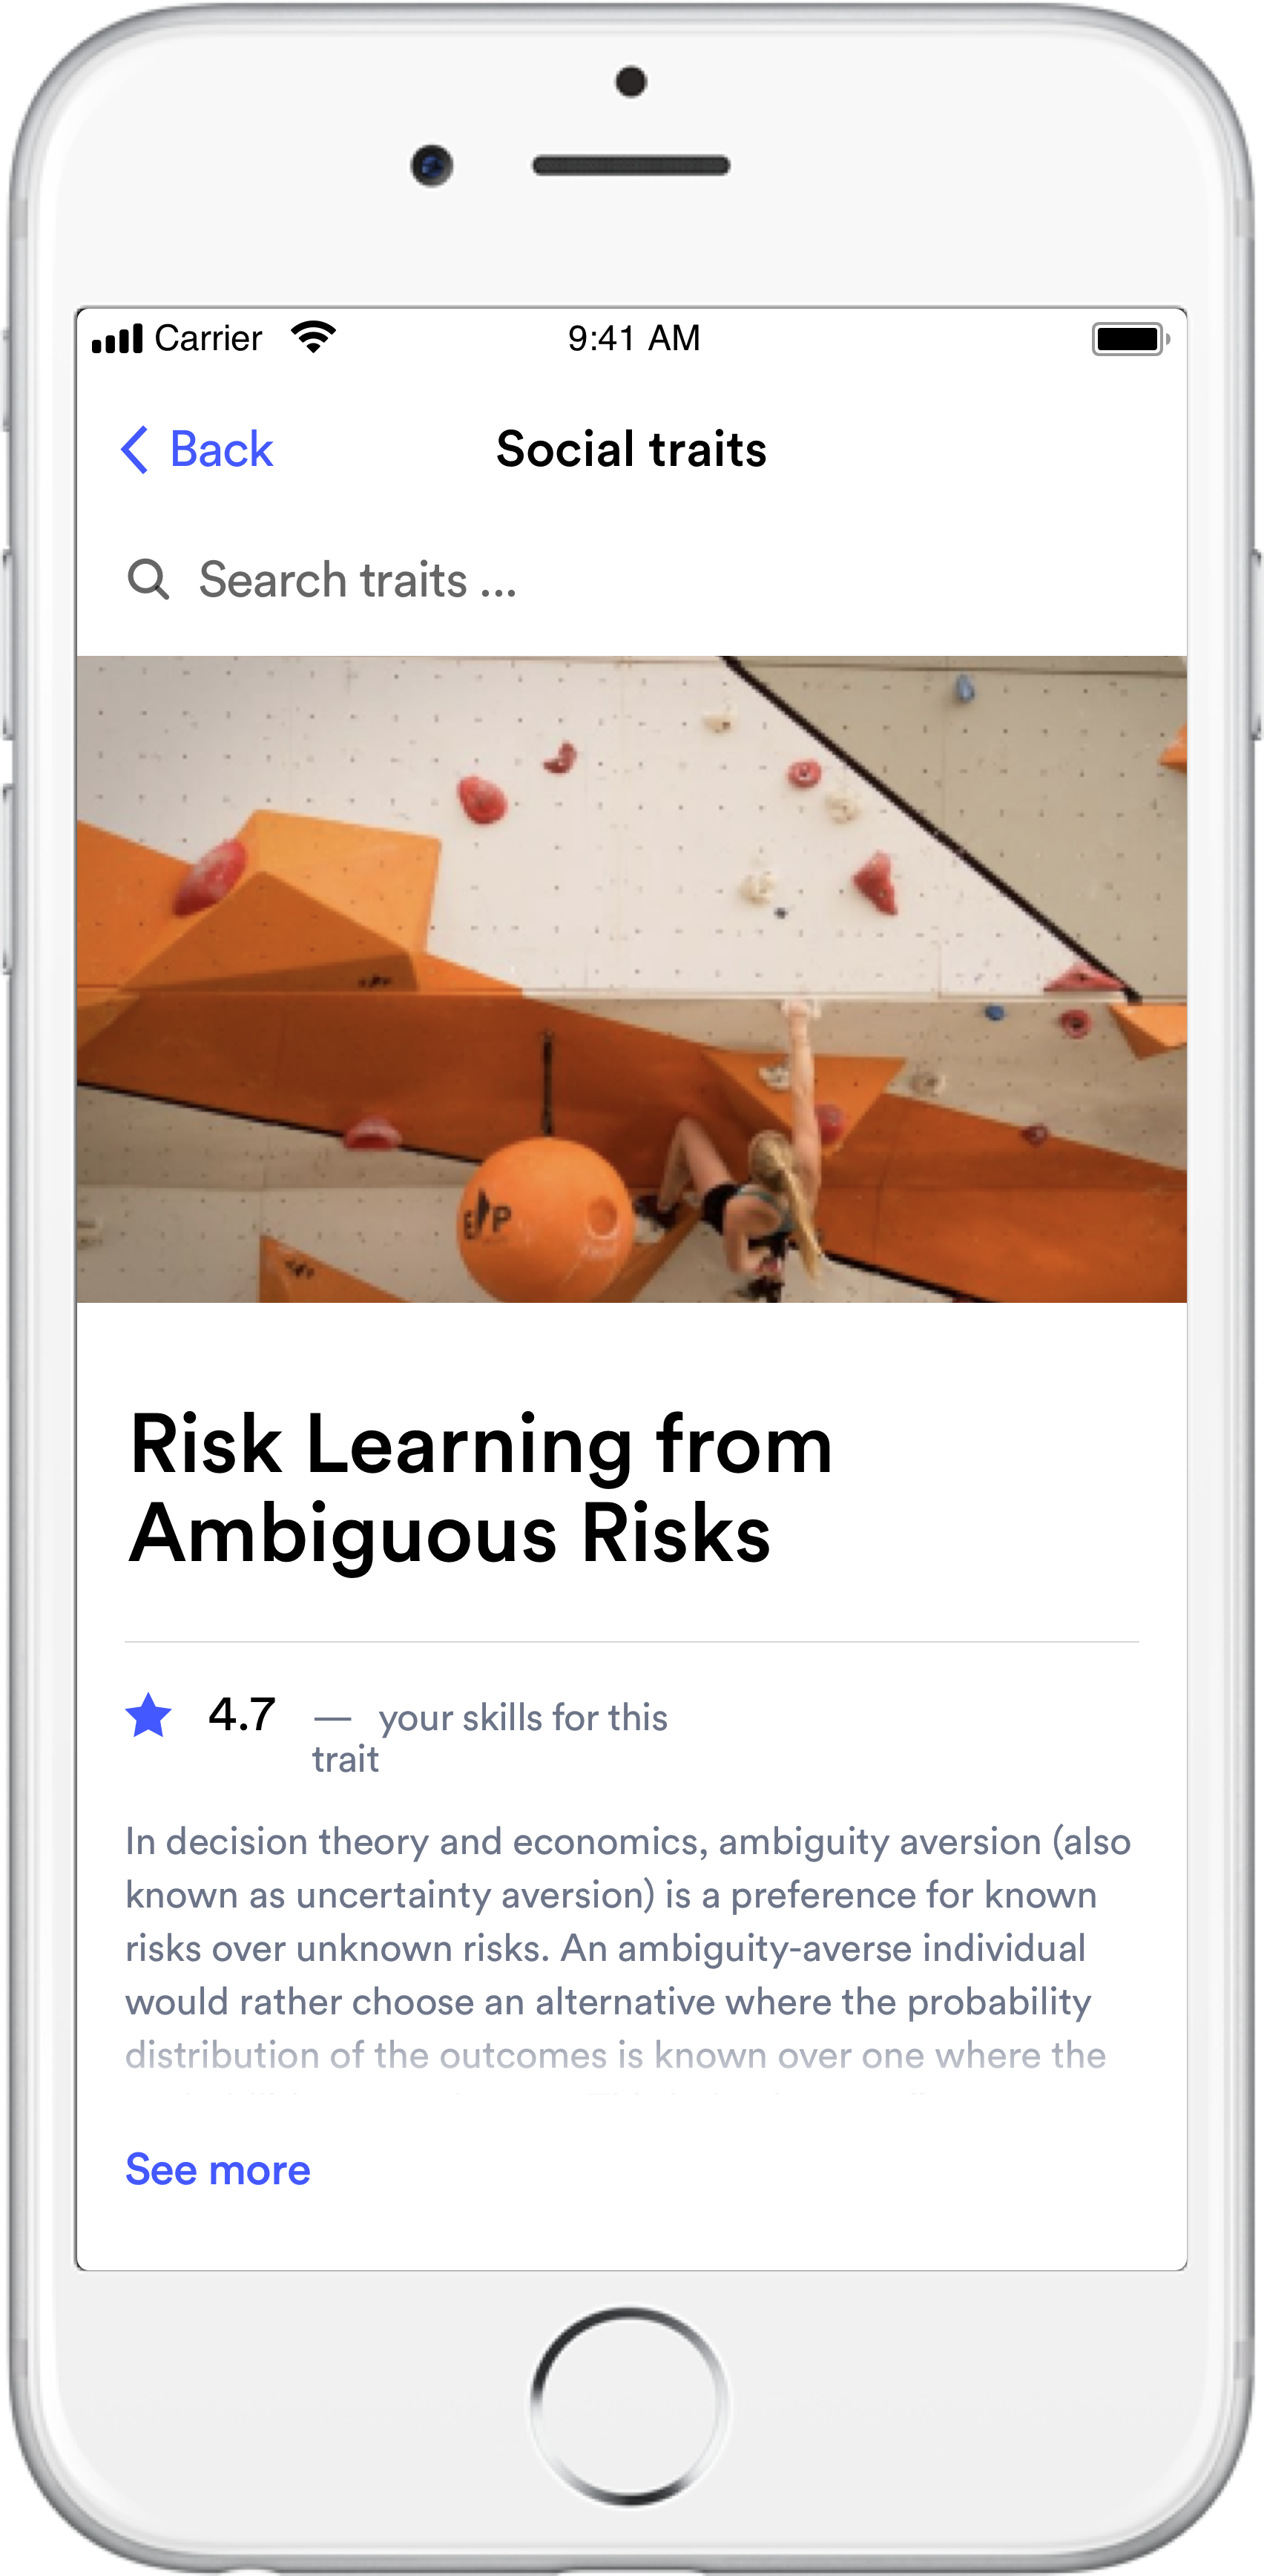 Carrier
9:41 AM
Back
Social traits
Search traits ...
E P
Risk Learning from
Ambiguous Risks
4.7 — your skills for this
trait
In decision theory and economics, ambiguity aversion (also
known as uncertainty aversion) is a preference for known
risks over unknown risks. An ambiguity-averse individual
would rather choose an alternative where the probability
distribution of the outcomes is known over one where the
See more